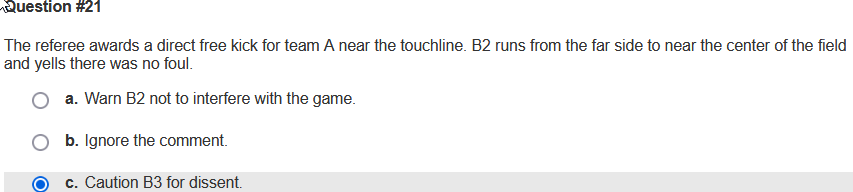 Question #21
The referee awards a direct free kick for team A near the touchline. B2 runs from the far side to near the center of the field
and yells there was no foul.
a. Warn B2 not to interfere with the game.
b. Ignore the comment.
c. Caution B3 for dissent.